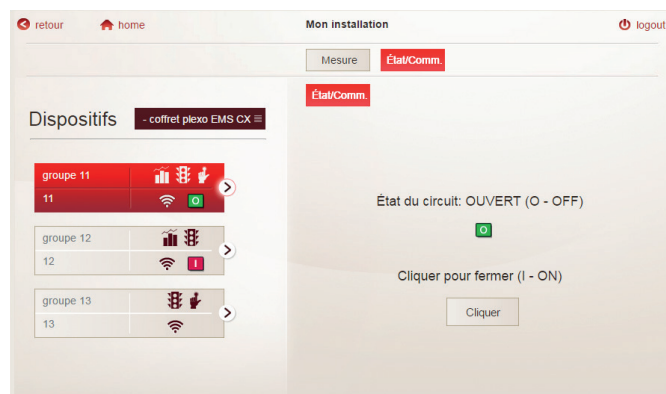 retour home Mon installation logout
Mesure État/Comm.
État/Comm.
Dispositifs - coffret plexo EMS CX
groupe 11
11 O
État du circuit: OUVERT (O - OFF)
O
groupe 12
12 I
Cliquer pour fermer (I - ON)
groupe 13
13
Cliquer